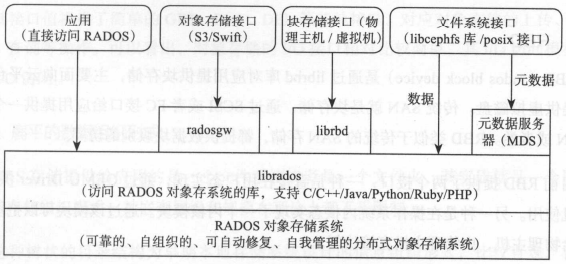 应用
(直接访问 RADOS)
对象存储接口
(S3/Swift)
块存储接口(物
理主机 / 虚拟机)
文件系统接口
(libcephfs 库 /posix 接口)
数据
元数据
元数据服务
器(MDS)
radosgw
librbd
librados
(访问 RADOS 对象存系统的库,支持 C/C++/Java/Python/Ruby/PHP)
RADOS 对象存储系统
(可靠的、自组织的、可自动修复、自我管理的分布式对象存储系统)